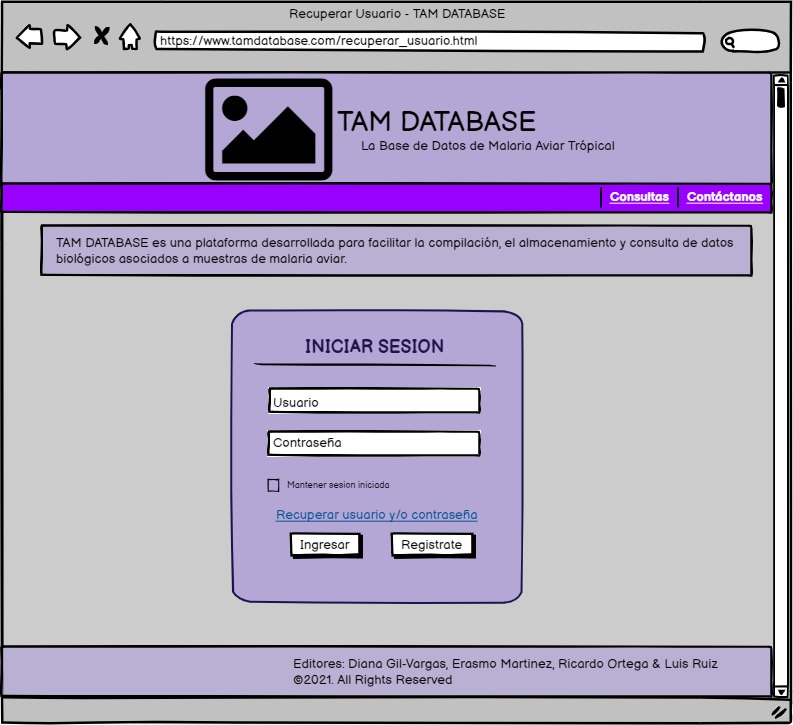 Recuperar Usuario - TAM DATABASE
https://www.tamdatabase.com/recuperar_usuario.html
TAM DATABASE
La Base de Datos de Malaria Aviar Trópical
Consultas
Contáctanos
TAM DATABASE es una plataforma desarrollada para facilitar la compilación, el almacenamiento y consulta de datos
biológicos asociados a muestras de malaria aviar.
INICIAR SESION
Usuario
Contraseña
Mantener sesion iniciada
Recuperar usuario y/o contraseña
Ingresar
Registrate
Editores: Diana Gil-Vargas, Erasmo Martinez, Ricardo Ortega & Luis Ruiz
©2021. All Rights Reserved